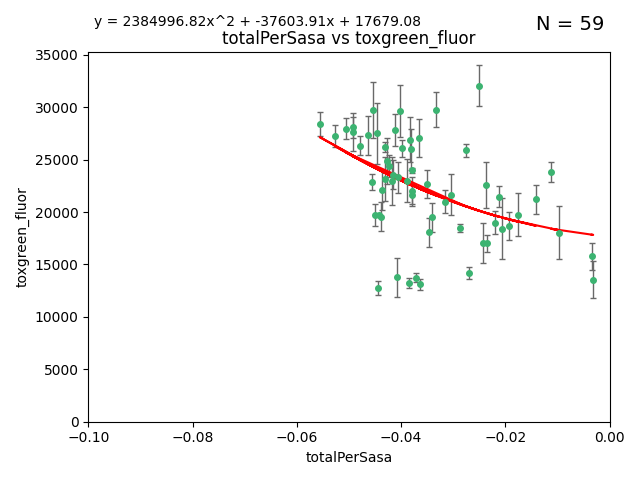 y = 2384996.82x^2 + -37603.91x + 17679.08
N = 59
totalPerSasa vs toxgreen_fluor
35000
30000
25000
20000
15000
10000
5000
0
toxgreen_fluor
−0.10
−0.08
−0.06
−0.04
−0.02
0.00
totalPerSasa